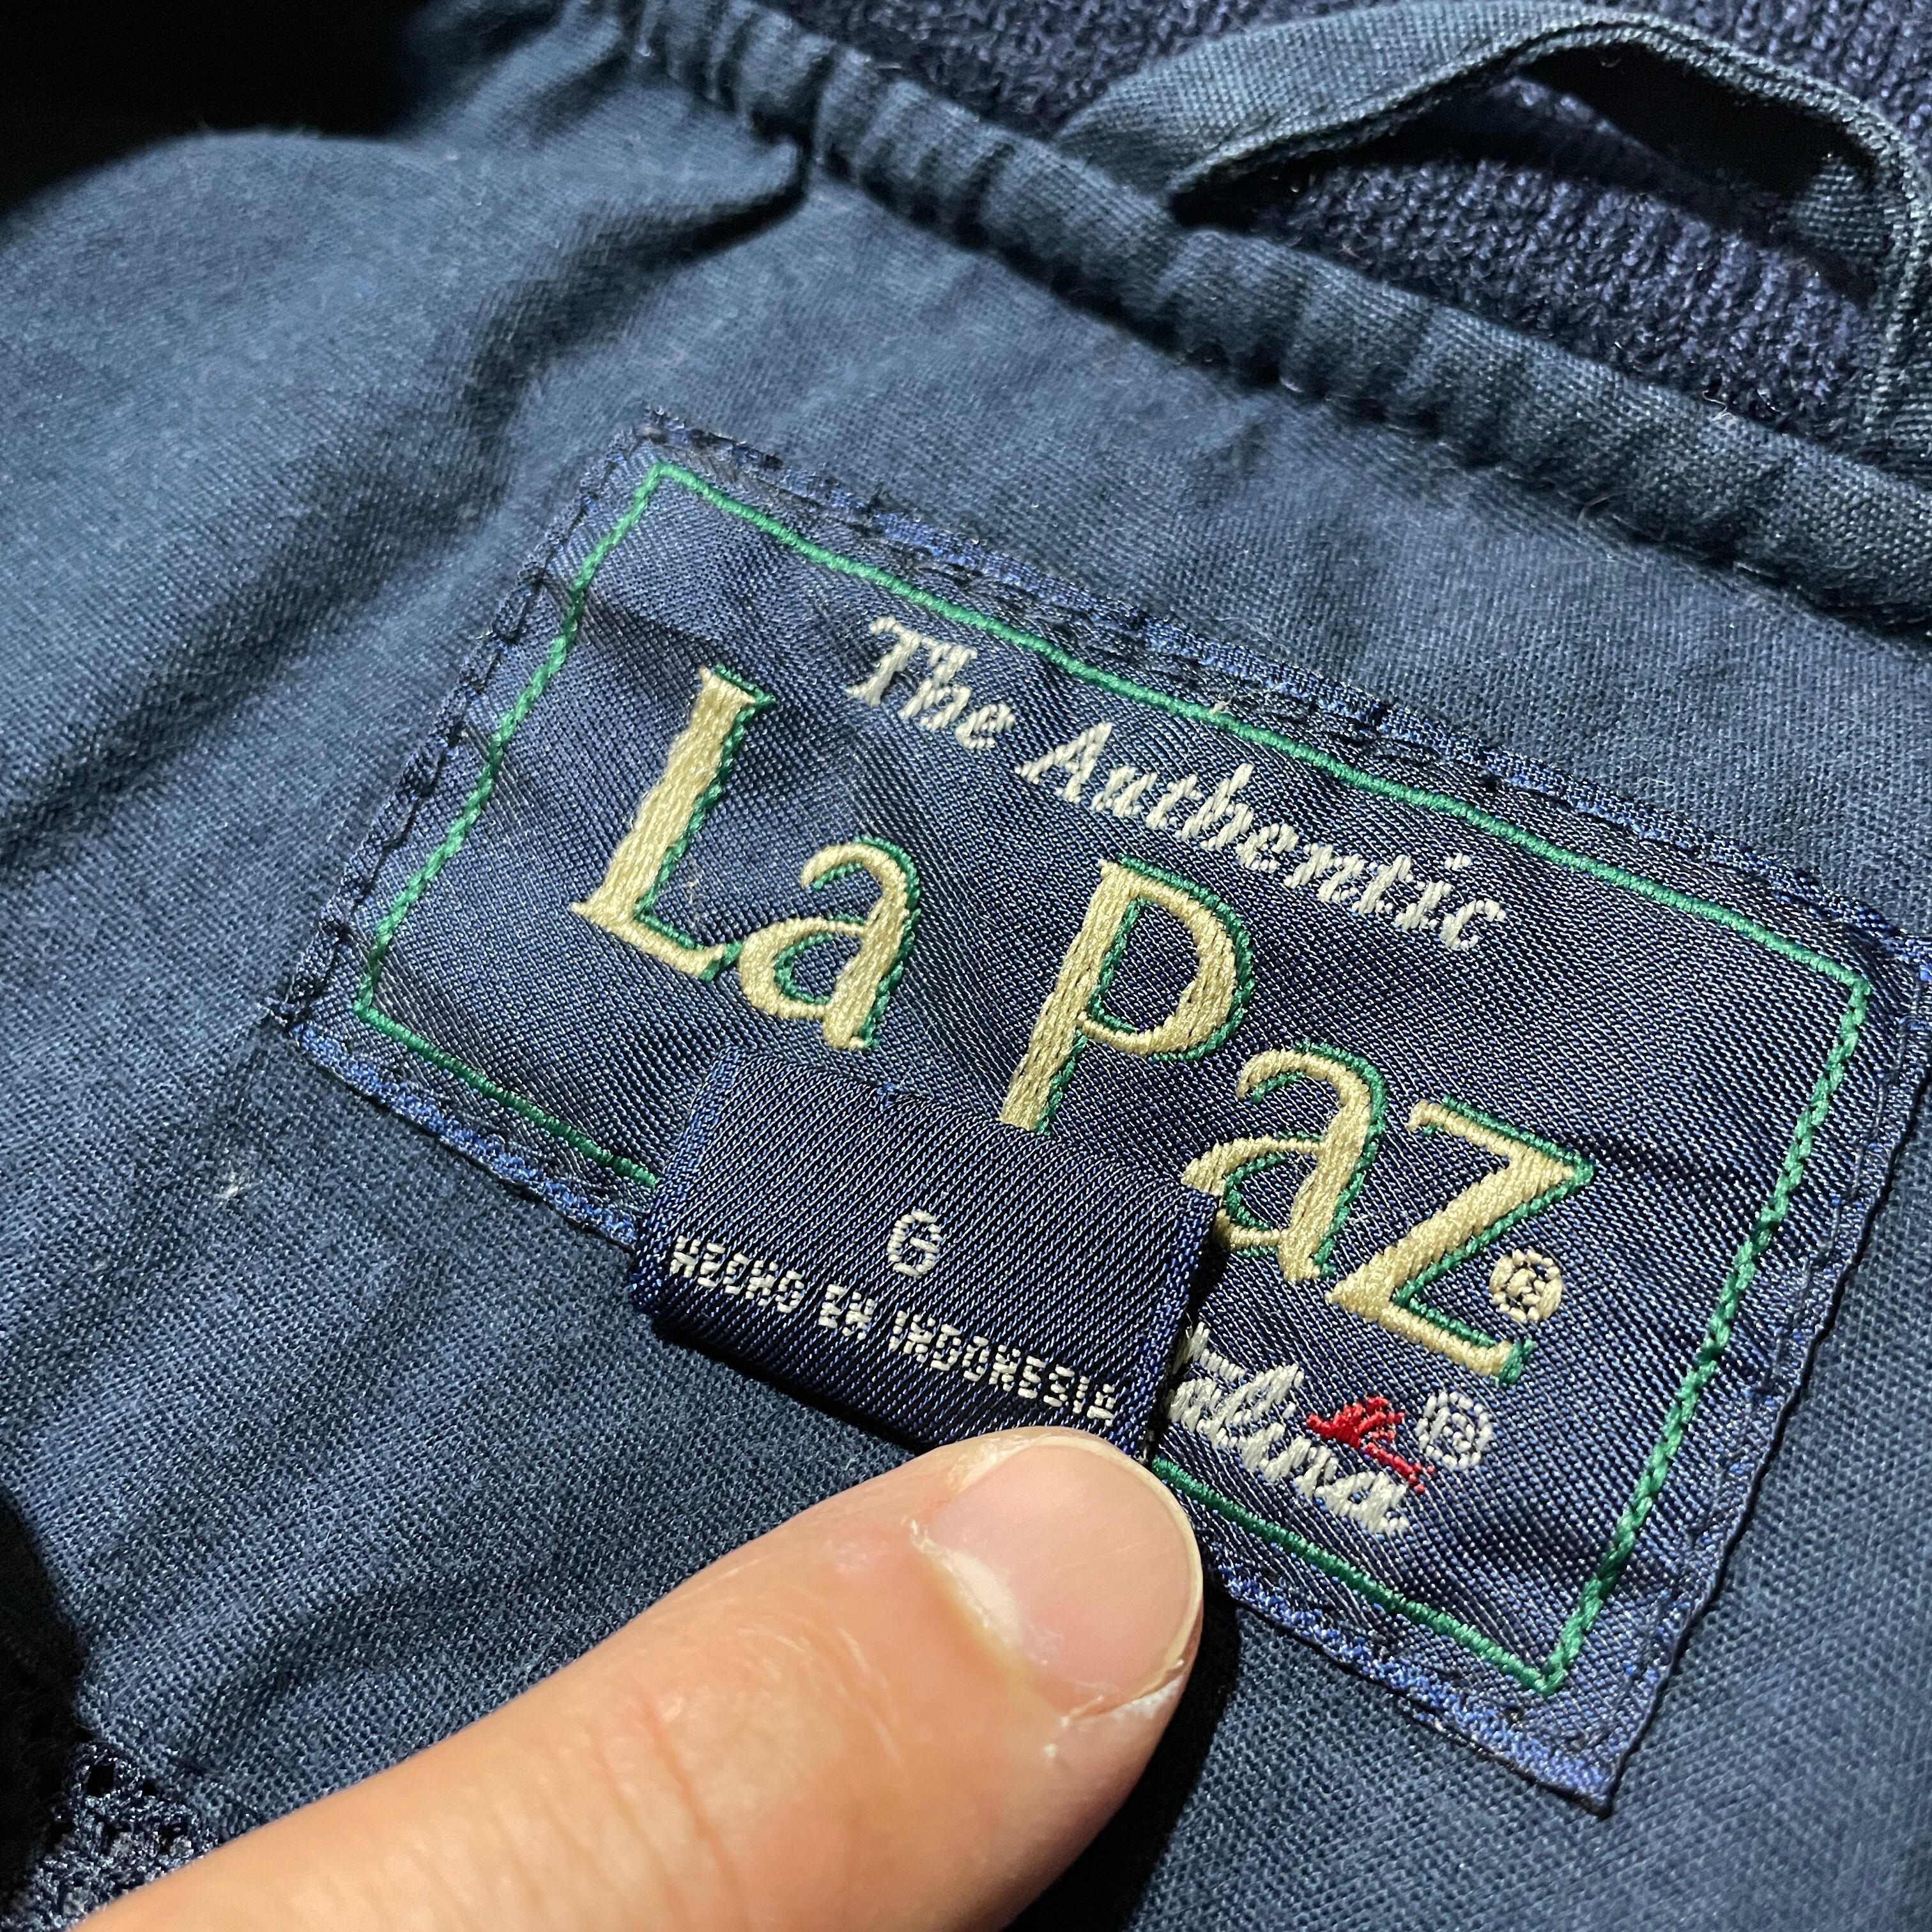 The Authentic
La Paz®
G
HECHO EN INDONESIA